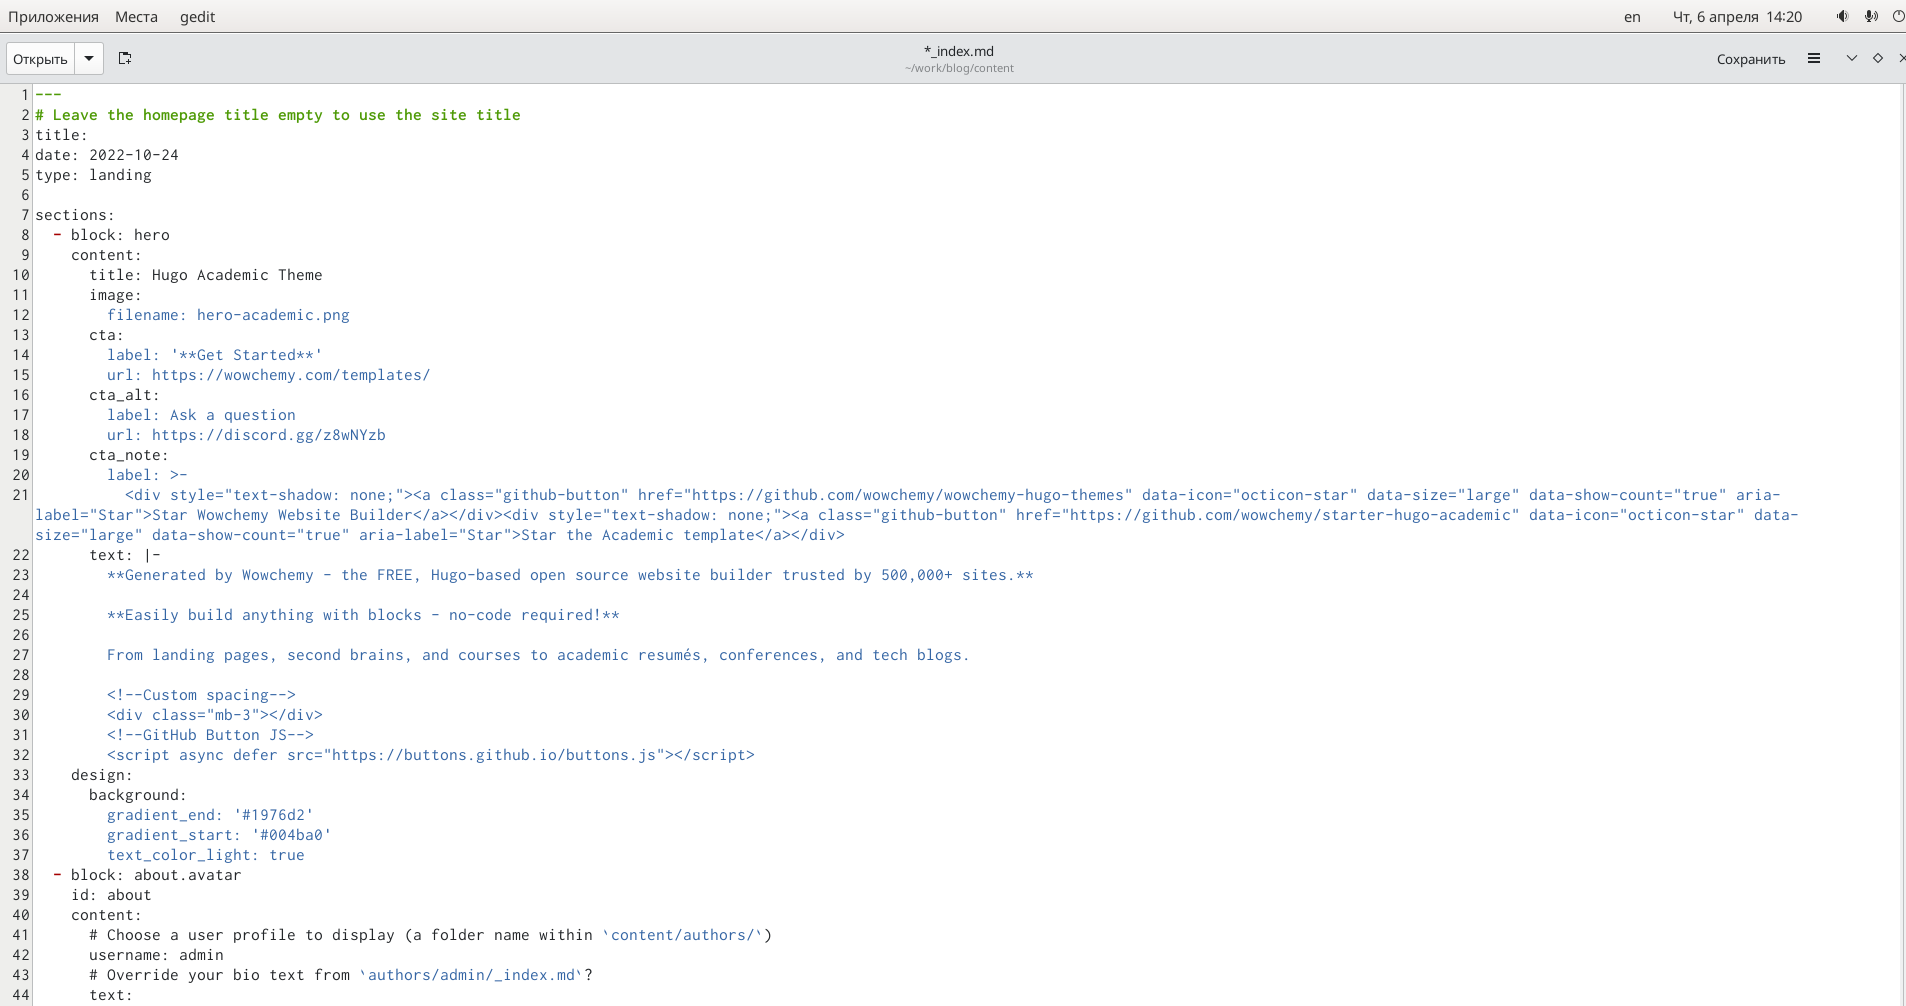 Приложения Места gedit en Чт, 6 апреля 14:20
Открыть *_index.md Сохранить
~/work/blog/content
1 ---
2 # Leave the homepage title empty to use the site title
3 title:
4 date: 2022-10-24
5 type: landing
6
7 sections:
8   - block: hero
9     content:
10       title: Hugo Academic Theme
11       image:
12         filename: hero-academic.png
13       cta:
14         label: '**Get Started**'
15         url: https://wowchemy.com/templates/
16       cta_alt:
17         label: Ask a question
18         url: https://discord.gg/z8wNYzb
19       cta_note:
20         label: >-
21           <div style="text-shadow: none;"><a class="github-button" href="https://github.com/wowchemy/wowchemy-hugo-themes" data-icon="octicon-star" data-size="large" data-show-count="true" aria-
label="Star">Star Wowchemy Website Builder</a></div><div style="text-shadow: none;"><a class="github-button" href="https://github.com/wowchemy/starter-hugo-academic" data-icon="octicon-star" data-
size="large" data-show-count="true" aria-label="Star">Star the Academic template</a></div>
22       text: |-
23         **Generated by Wowchemy - the FREE, Hugo-based open source website builder trusted by 500,000+ sites.**
24
25         **Easily build anything with blocks - no-code required!**
26
27         From landing pages, second brains, and courses to academic resumés, conferences, and tech blogs.
28
29         <!--Custom spacing-->
30         <div class="mb-3"></div>
31         <!--GitHub Button JS-->
32         <script async defer src="https://buttons.github.io/buttons.js"></script>
33     design:
34       background:
35         gradient_end: '#1976d2'
36         gradient_start: '#004ba0'
37         text_color_light: true
38   - block: about.avatar
39     id: about
40     content:
41       # Choose a user profile to display (a folder name within `content/authors/`)
42       username: admin
43       # Override your bio text from `authors/admin/_index.md`?
44       text: